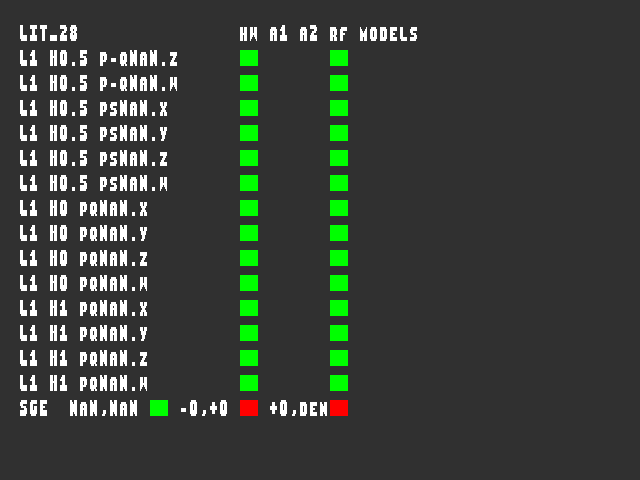 LIT_28 HW A1 A2 RF MODELS
L1 H0.5 P-QNAN.Z
L1 H0.5 P-QNAN.W
L1 H0.5 PSNAN.X
L1 H0.5 PSNAN.Y
L1 H0.5 PSNAN.Z
L1 H0.5 PSNAN.W
L1 H0 PQNAN.X
L1 H0 PQNAN.Y
L1 H0 PQNAN.Z
L1 H0 PQNAN.W
L1 H1 PQNAN.X
L1 H1 PQNAN.Y
L1 H1 PQNAN.Z
L1 H1 PQNAN.W
SGE NAN,NAN -0,+0 +0,DEN